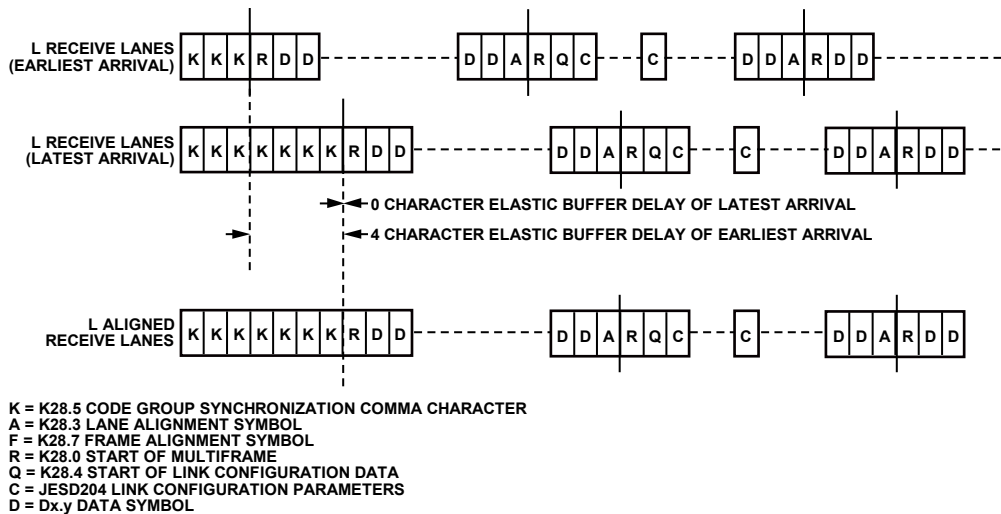 L RECEIVE LANES
(EARLIEST ARRIVAL)
K K K R D D
D D A R Q C
C
D D A R D D
L RECEIVE LANES
(LATEST ARRIVAL)
K K K K K K K R D D
D D A R Q C
C
D D A R D D
0 CHARACTER ELASTIC BUFFER DELAY OF LATEST ARRIVAL
4 CHARACTER ELASTIC BUFFER DELAY OF EARLIEST ARRIVAL
L ALIGNED
RECEIVE LANES
K K K K K K K R D D
D D A R Q C
C
D D A R D D
K = K28.5 CODE GROUP SYNCHRONIZATION COMMA CHARACTER
A = K28.3 LANE ALIGNMENT SYMBOL
F = K28.7 FRAME ALIGNMENT SYMBOL
R = K28.0 START OF MULTIFRAME
Q = K28.4 START OF LINK CONFIGURATION DATA
C = JESD204 LINK CONFIGURATION PARAMETERS
D = Dx.y DATA SYMBOL